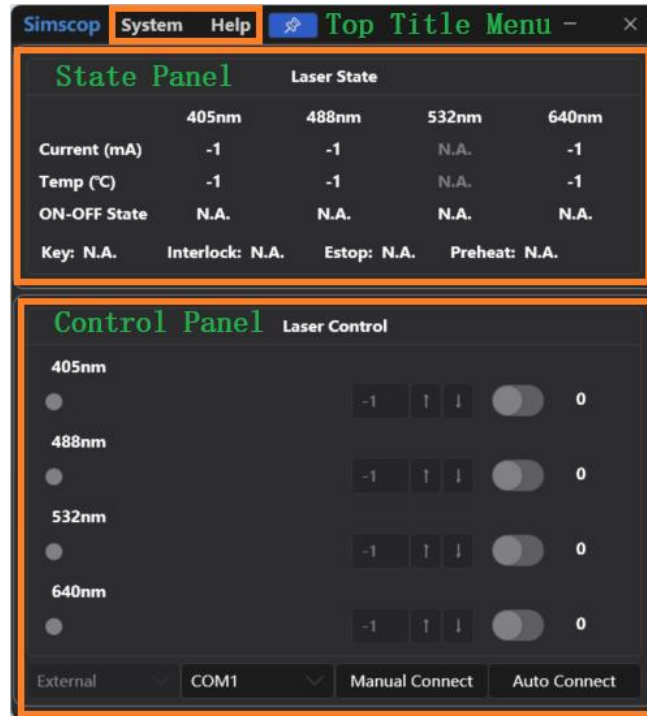 Simscop System Help Top Title Menu
State Panel Laser State
405nm 488nm 532nm 640nm
Current (mA) -1 -1 N.A. -1
Temp (℃) -1 -1 N.A. -1
ON-OFF State N.A. N.A. N.A. N.A.
Key: N.A. Interlock: N.A. Estop: N.A. Preheat: N.A.
Control Panel Laser Control
405nm
-1 ↑ ↓ 0
488nm
-1 ↑ ↓ 0
532nm
-1 ↑ ↓ 0
640nm
-1 ↑ ↓ 0
External COM1 Manual Connect Auto Connect